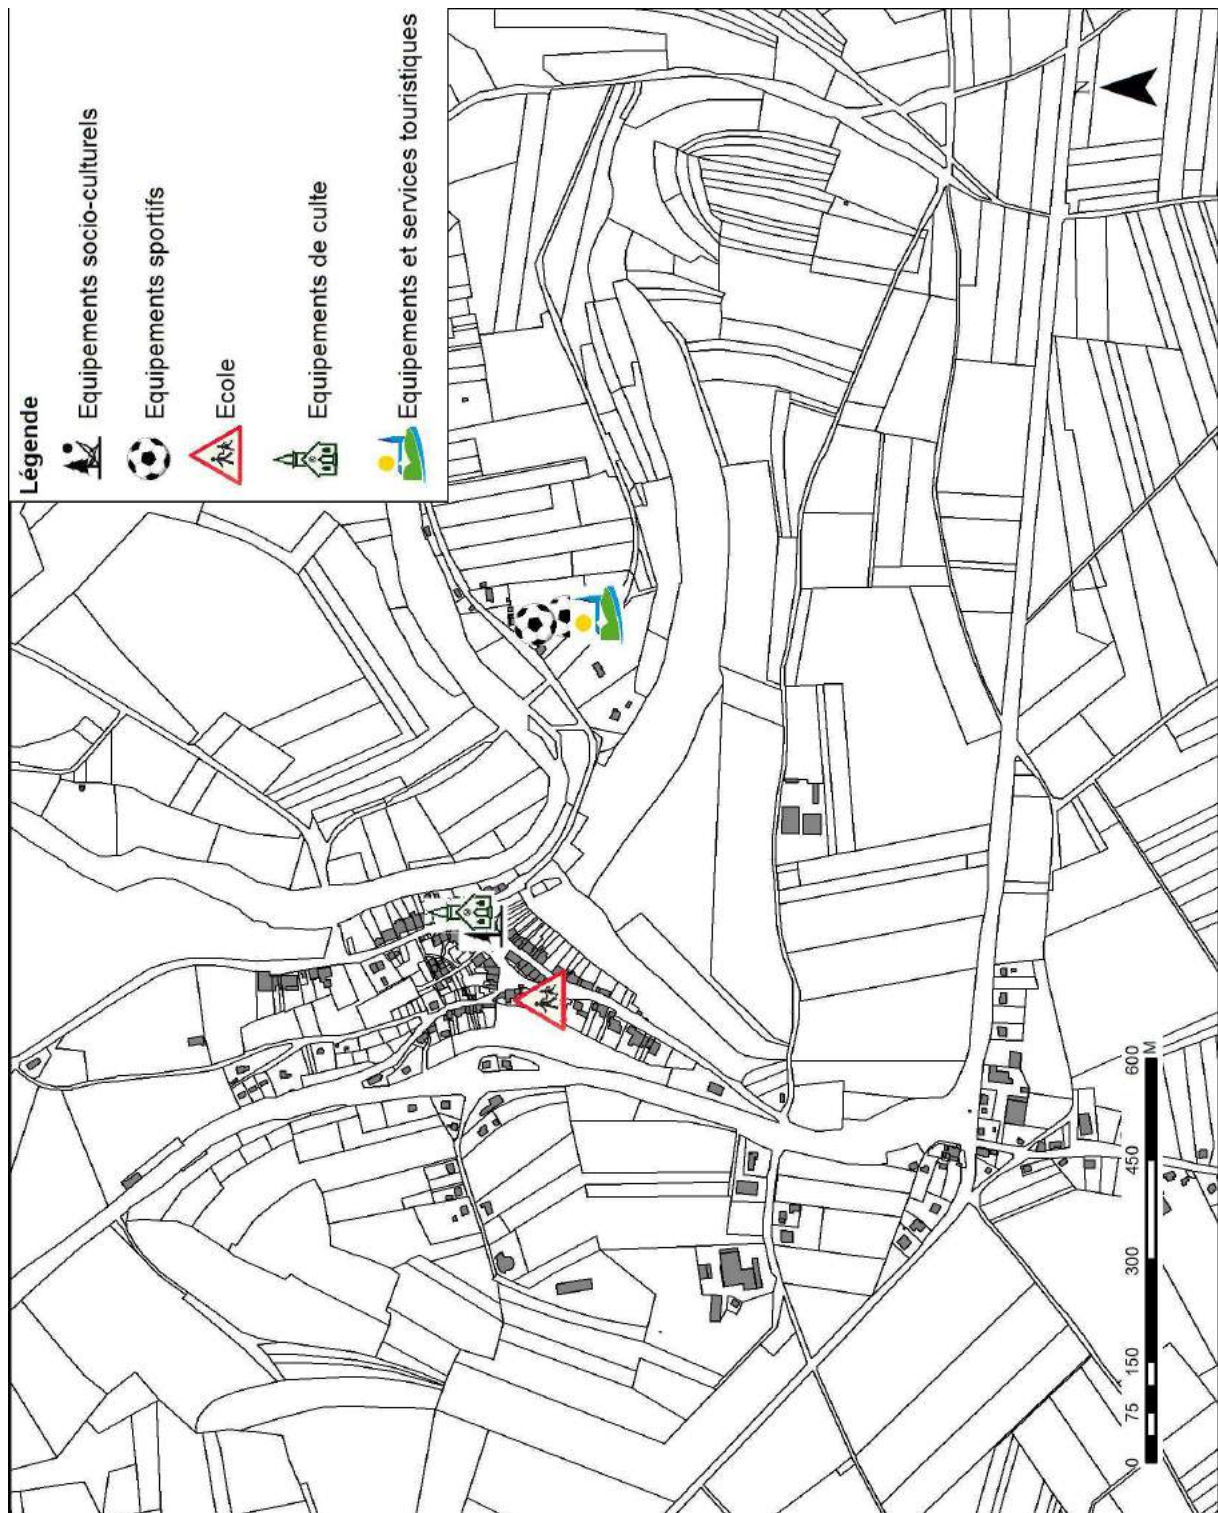 Légende
Equipements socio-culturels
Equipements sportifs
Ecole
Equipements de culte
Equipements et services touristiques
N
0 75 150 300 450 600
M